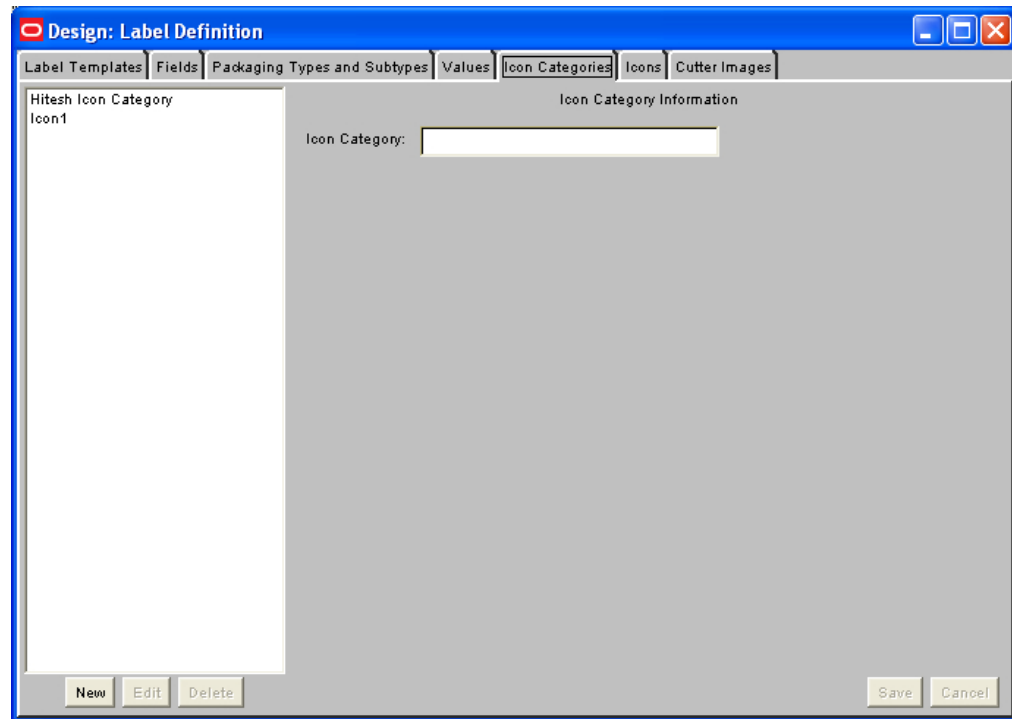 Design: Label Definition
Label Templates Fields Packaging Types and Subtypes Values Icon Categories Icons Cutter Images
Hitesh Icon Category
Icon1
Icon Category Information
Icon Category:
New Edit Delete Save Cancel